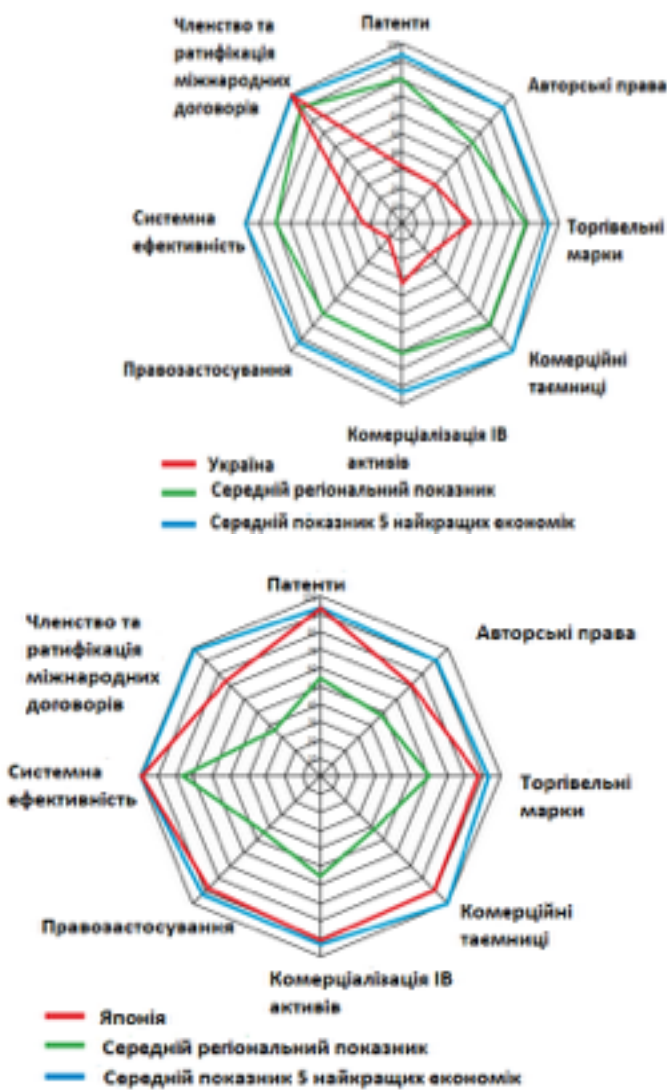 Патенти
Членство та
ратифікація
міжнародних
договорів
Авторські права
Системна
ефективність
Торгівельні
марки
Правозастосування
Комерційні
таємниці
Комерціалізація ІВ
активів
Україна
Середній регіональний показник
Середній показник 5 найкращих економік
Патенти
Членство та
ратифікація
міжнародних
договорів
Авторські права
Системна
ефективність
Торгівельні
марки
Правозастосування
Комерційні
таємниці
Комерціалізація ІВ
активів
Японія
Середній регіональний показник
Середній показник 5 найкращих економік